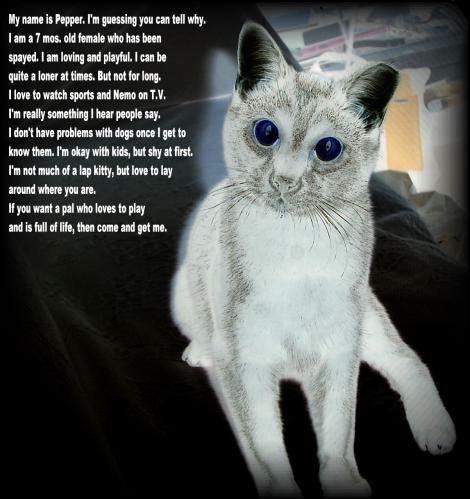 My name is Pepper. I'm guessing you can tell why.
I am a 7 mos. old female who has been
spayed. I am loving and playful. I can be
quite a loner at times. But not for long.
I love to watch sports and Nemo on T.V.
I'm really something I hear people say.
I don't have problems with dogs once I get to
know them. I'm okay with kids, but shy at first.
I'm not much of a lap kitty, but love to lay
around where you are.
If you want a pal who loves to play
and is full of life, then come and get me.